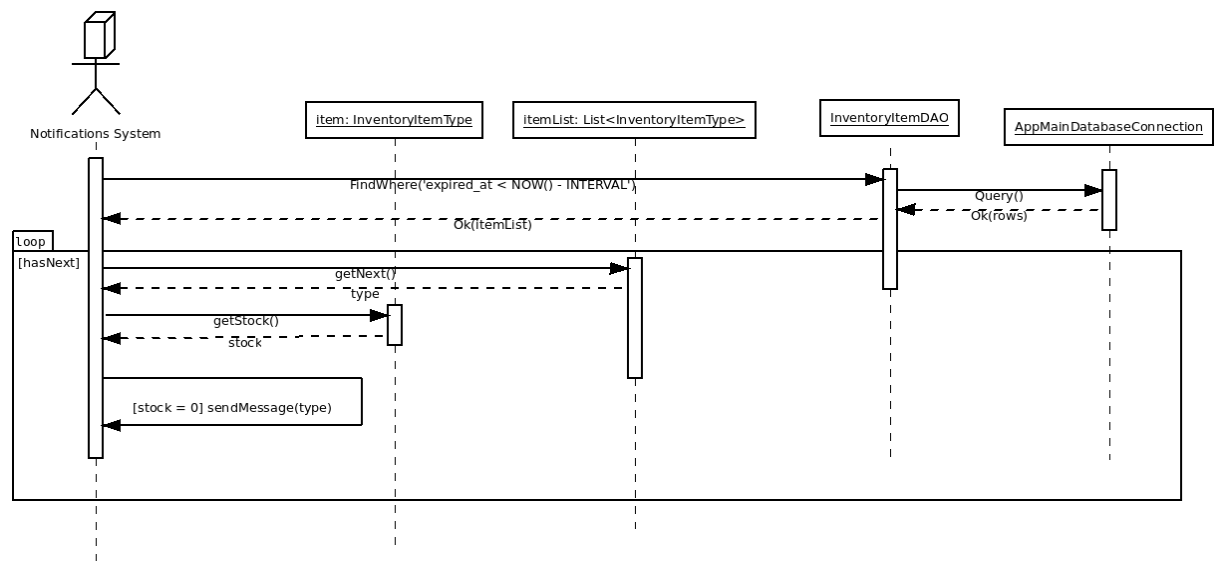 Notifications System
item: InventoryItemType
itemList: List<InventoryItemType>
InventoryItemDAO
AppMainDatabaseConnection
FindWhere('expired_at < NOW() - INTERVAL')
Query()
Ok(rows)
Ok(itemList)
loop
[hasNext]
getNext()
type
getStock()
stock
[stock = 0] sendMessage(type)